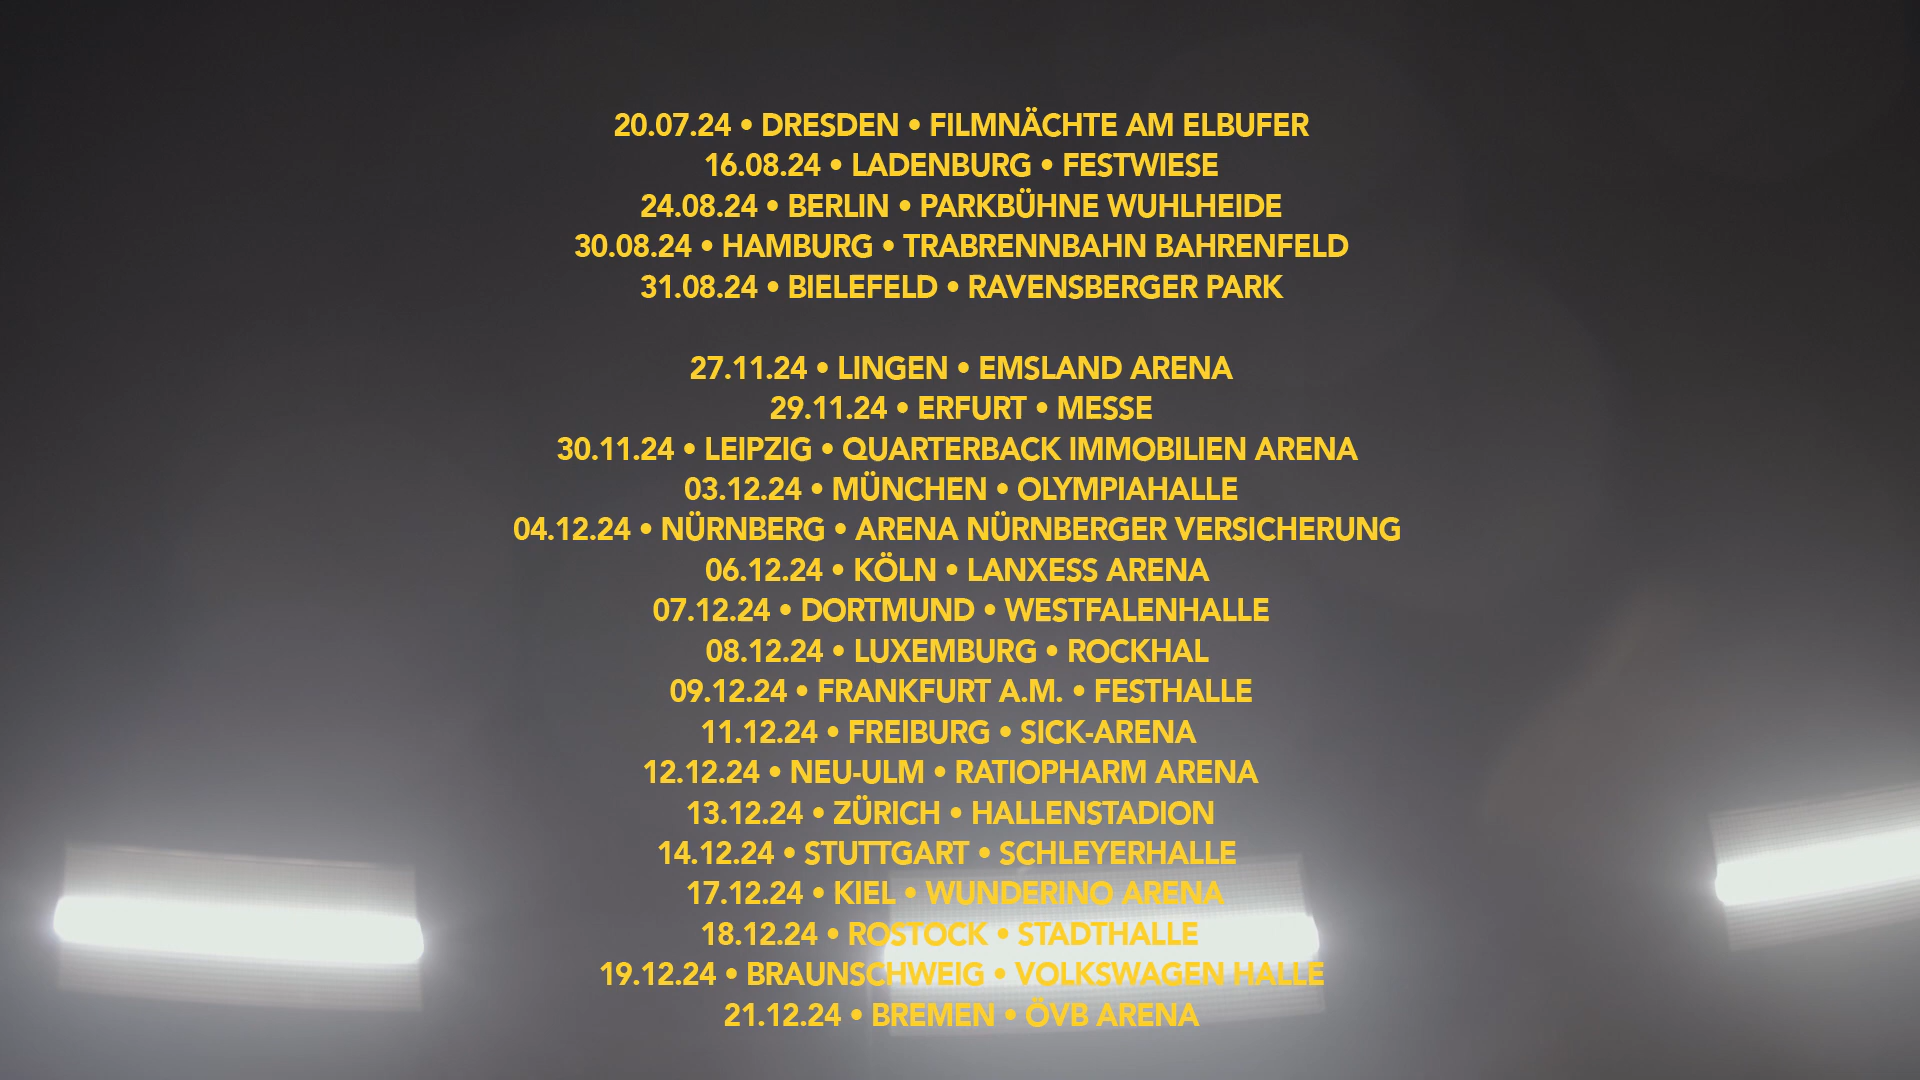 20.07.24 • DRESDEN • FILMNÄCHTE AM ELBUFER
16.08.24 • LADENBURG • FESTWIESE
24.08.24 • BERLIN • PARKBÜHNE WUHLHEIDE
30.08.24 • HAMBURG • TRABRENNBAHN BAHRENFELD
31.08.24 • BIELEFELD • RAVENSBERGER PARK
27.11.24 • LINGEN • EMSLAND ARENA
29.11.24 • ERFURT • MESSE
30.11.24 • LEIPZIG • QUARTERBACK IMMOBILIEN ARENA
03.12.24 • MÜNCHEN • OLYMPIAHALLE
04.12.24 • NÜRNBERG • ARENA NÜRNBERGER VERSICHERUNG
06.12.24 • KÖLN • LANXESS ARENA
07.12.24 • DORTMUND • WESTFALENHALLE
08.12.24 • LUXEMBURG • ROCKHAL
09.12.24 • FRANKFURT A.M. • FESTHALLE
11.12.24 • FREIBURG • SICK-ARENA
12.12.24 • NEU-ULM • RATIOPHARM ARENA
13.12.24 • ZÜRICH • HALLENSTADION
14.12.24 • STUTTGART • SCHLEYERHALLE
17.12.24 • KIEL • WUNDERINO ARENA
18.12.24 • ROSTOCK • STADTHALLE
19.12.24 • BRAUNSCHWEIG • VOLKSWAGEN HALLE
21.12.24 • BREMEN • ÖVB ARENA